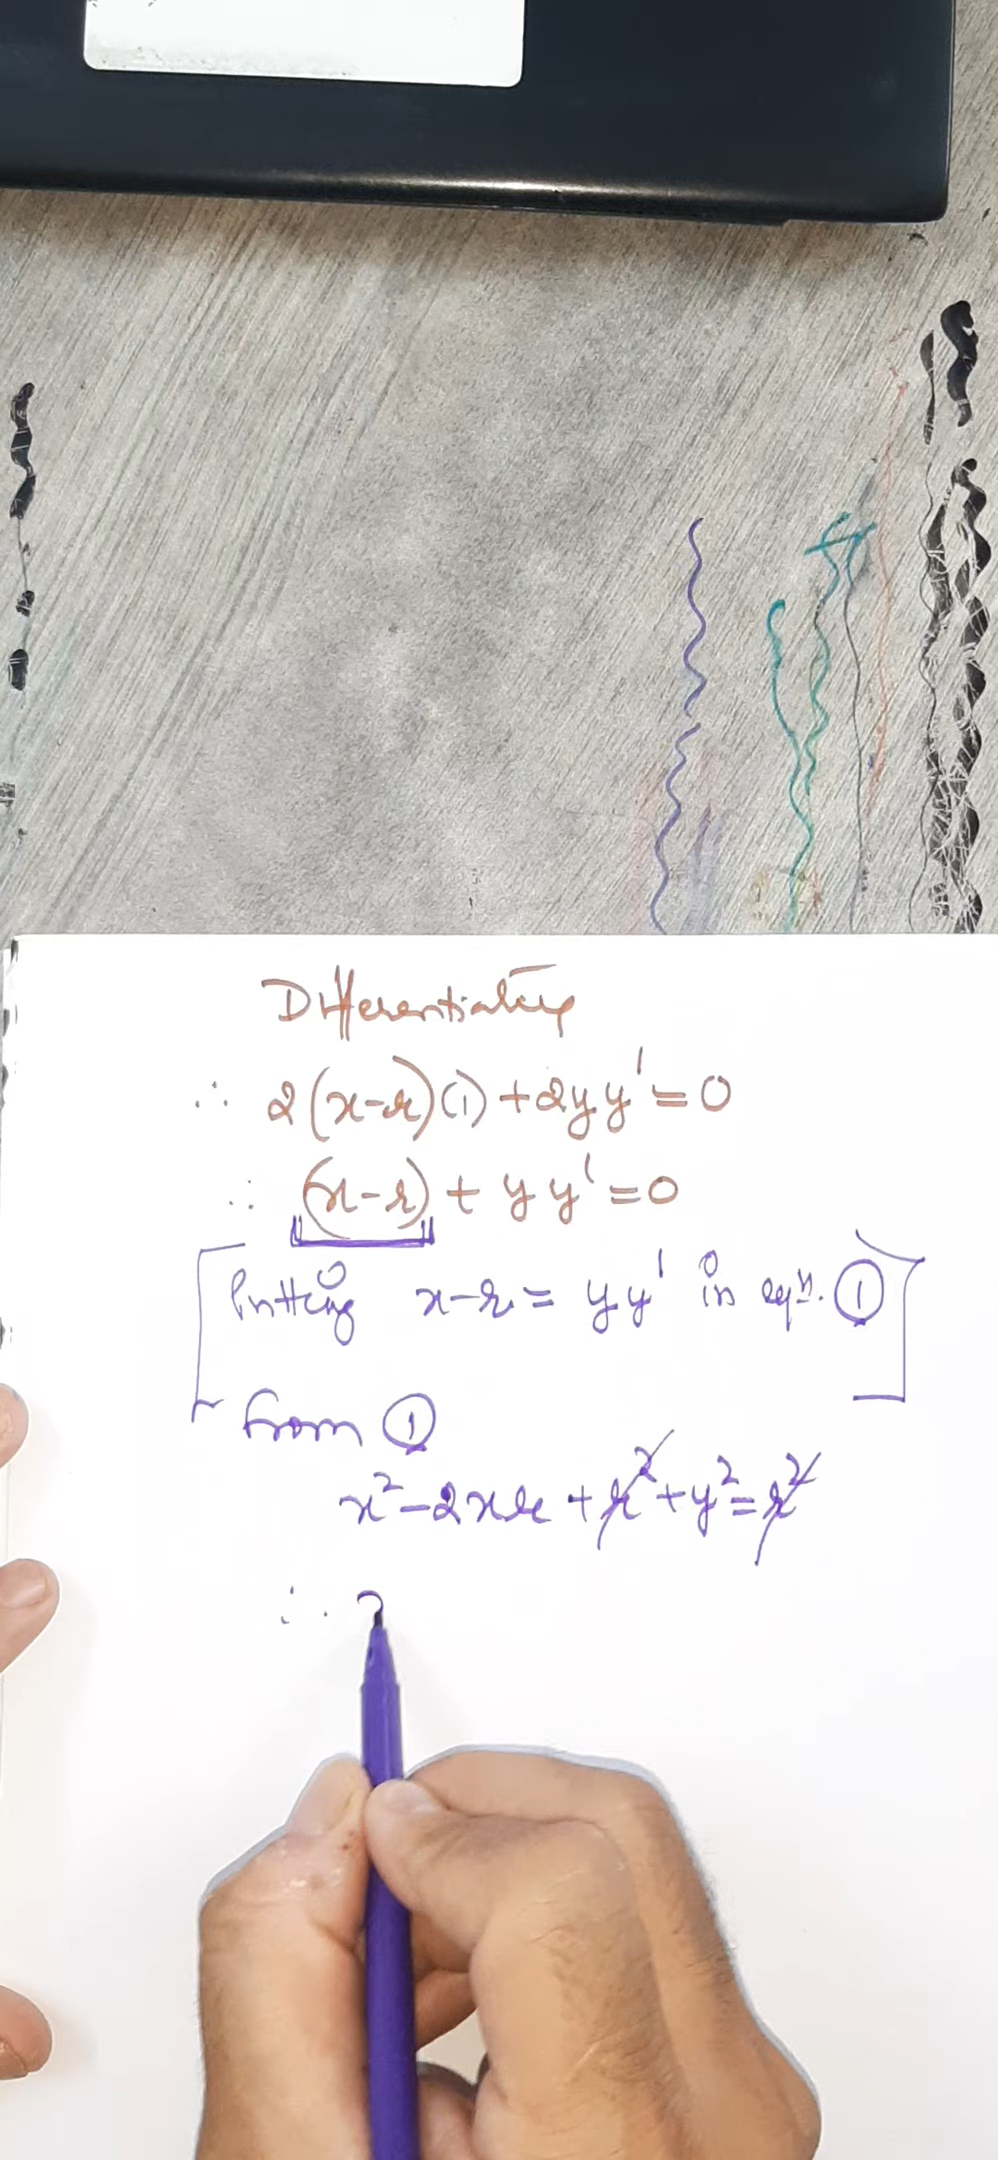 Differentiating
∴ 2(x-r)(1) + 2yy' = 0
∴ (x-r) + yy' = 0
Putting x-r = yy' in eqn. ①
from ①
x² - 2xr + r² + y² = r²
∴ 2